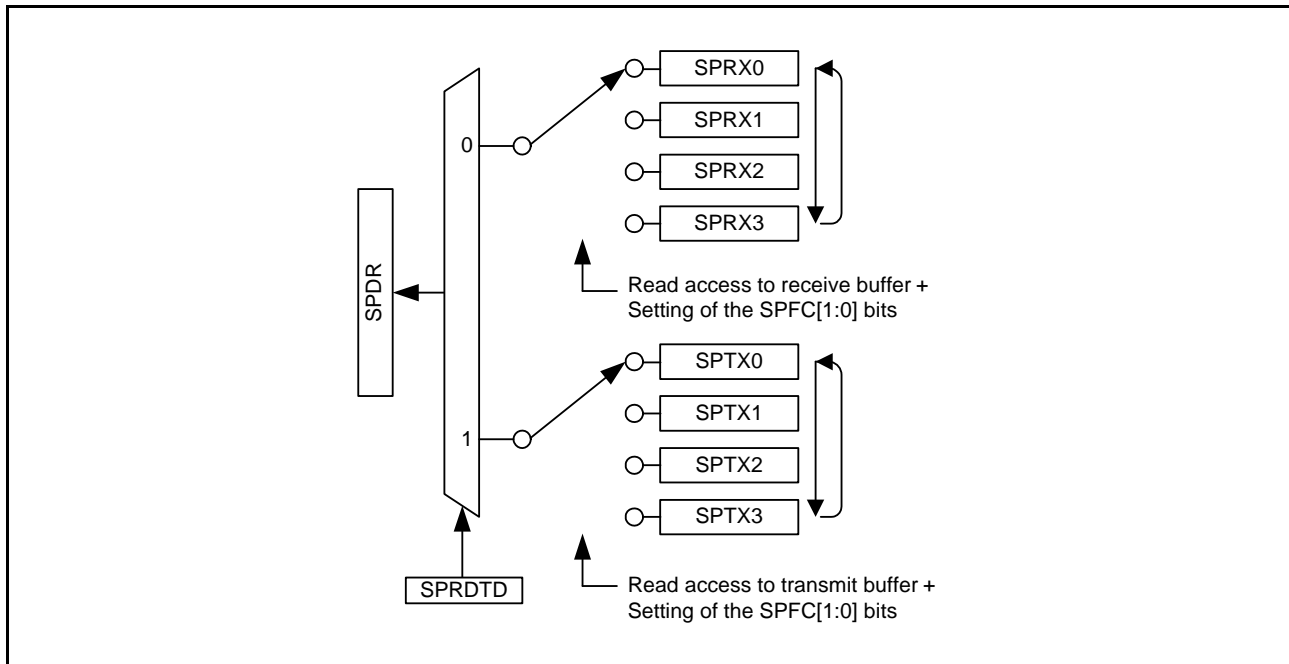 SPRX0
SPRX1
SPRX2
SPRX3
0
SPDR
Read access to receive buffer +
Setting of the SPFC[1:0] bits
SPTX0
SPTX1
SPTX2
SPTX3
1
SPRDTD
Read access to transmit buffer +
Setting of the SPFC[1:0] bits